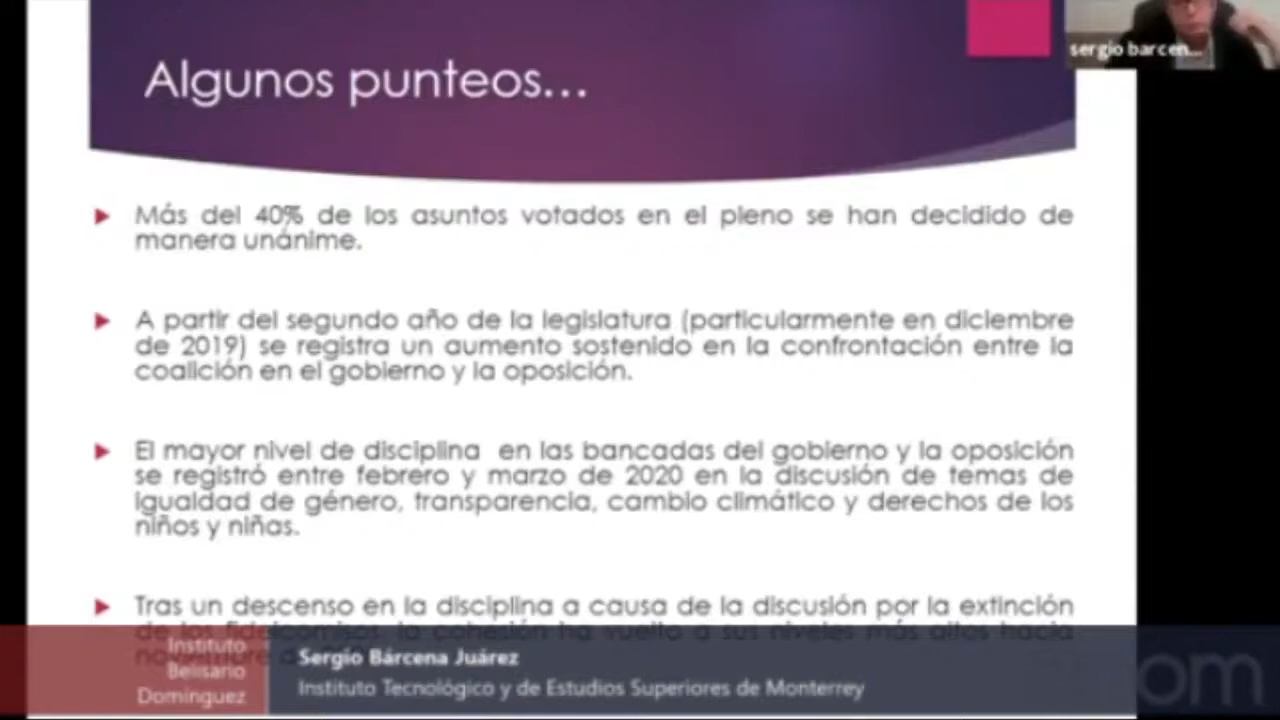 Algunos punteos...
sergio barcen...
Más del 40% de los asuntos votados en el pleno se han decidido de
manera unánime.
A partir del segundo año de la legislatura (particularmente en diciembre
de 2019) se registra un aumento sostenido en la confrontación entre la
coalición en el gobierno y la oposición.
El mayor nivel de disciplina en las bancadas del gobierno y la oposición
se registró entre febrero y marzo de 2020 en la discusión de temas de
igualdad de género, transparencia, cambio climático y derechos de los
niños y niñas.
Tras un descenso en la disciplina a causa de la discusión por la extinción
de los fideicomisos, la cohesión ha vuelto a sus niveles más altos hacia
Instituto
Belisario
Domínguez
Sergio Bárcena Juárez
Instituto Tecnológico y de Estudios Superiores de Monterrey
om